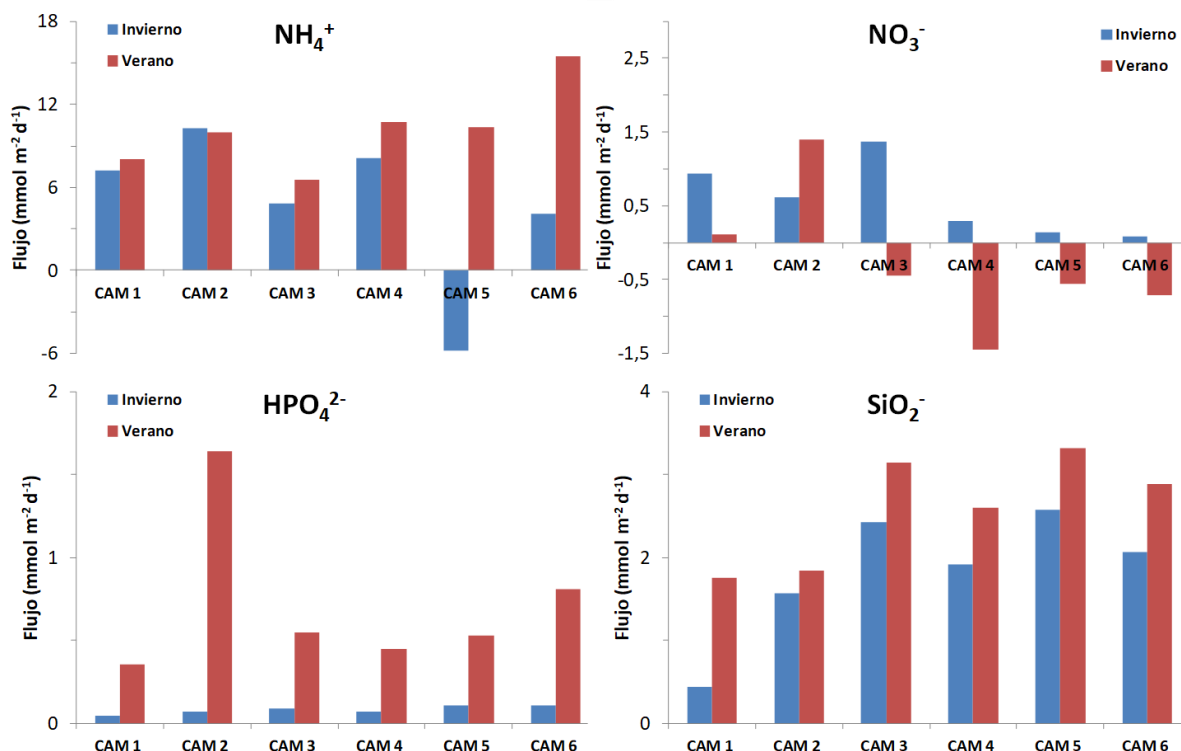 NH₄⁺
Invierno
Verano
Flujo (mmol m⁻² d⁻¹)
18
12
6
0
-6
CAM 1 CAM 2 CAM 3 CAM 4 CAM 5 CAM 6
NO₃⁻
Invierno
Verano
Flujo (mmol m⁻² d⁻¹)
2,5
1,5
0,5
-0,5
-1,5
CAM 1 CAM 2 CAM 3 CAM 4 CAM 5 CAM 6
HPO₄²⁻
Invierno
Verano
Flujo (mmol m⁻² d⁻¹)
2
1
0
CAM 1 CAM 2 CAM 3 CAM 4 CAM 5 CAM 6
SiO₂⁻
Invierno
Verano
Flujo (mmol m⁻² d⁻¹)
4
2
0
CAM 1 CAM 2 CAM 3 CAM 4 CAM 5 CAM 6